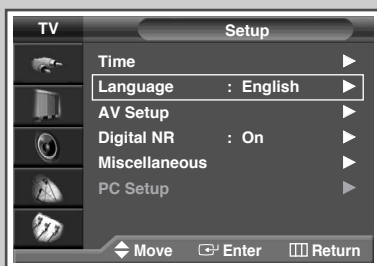 TV Setup
Time
Language : English
AV Setup
Digital NR : On
Miscellaneous
PC Setup
Move Enter Return